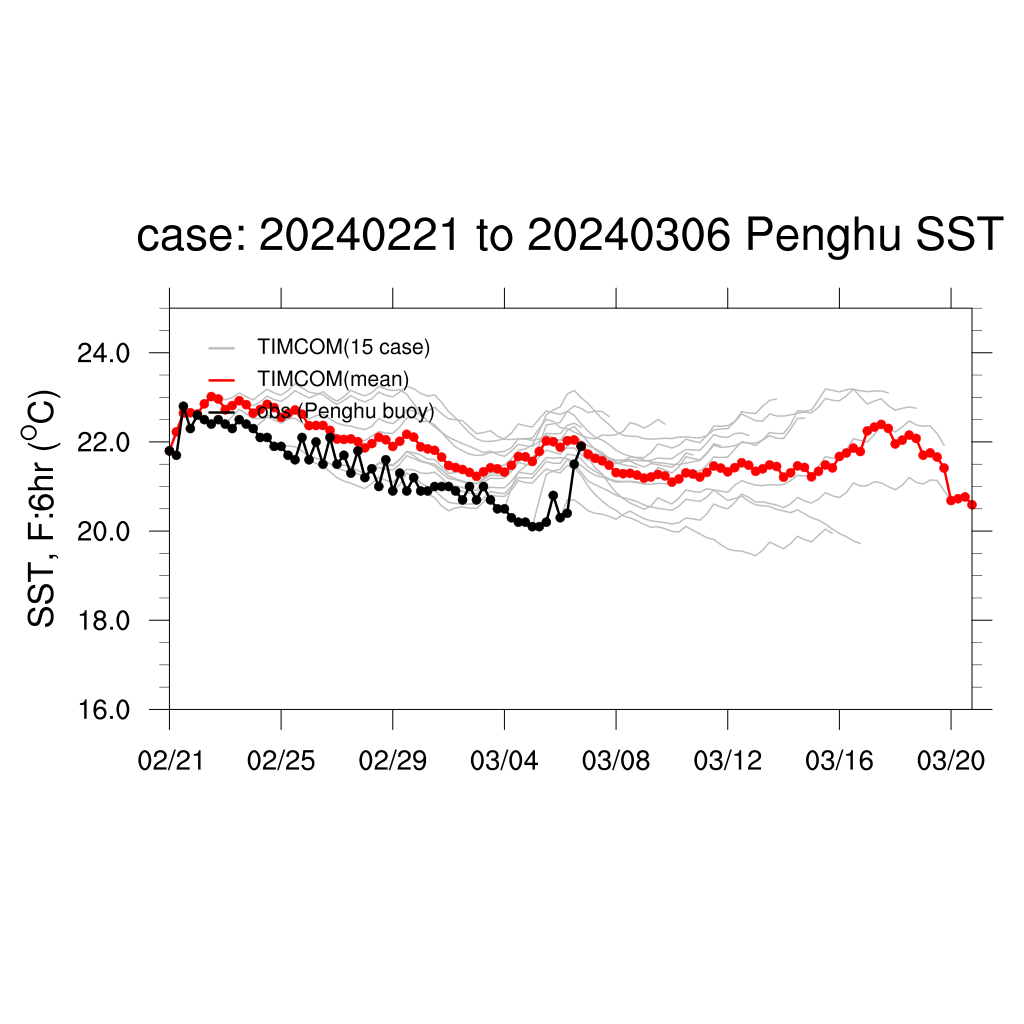 case: 20240221 to 20240306 Penghu SST
TIMCOM(15 case)
TIMCOM(mean)
obs (Penghu buoy)
SST, F:6hr (OC)
24.0
22.0
20.0
18.0
16.0
02/21 02/25 02/29 03/04 03/08 03/12 03/16 03/20